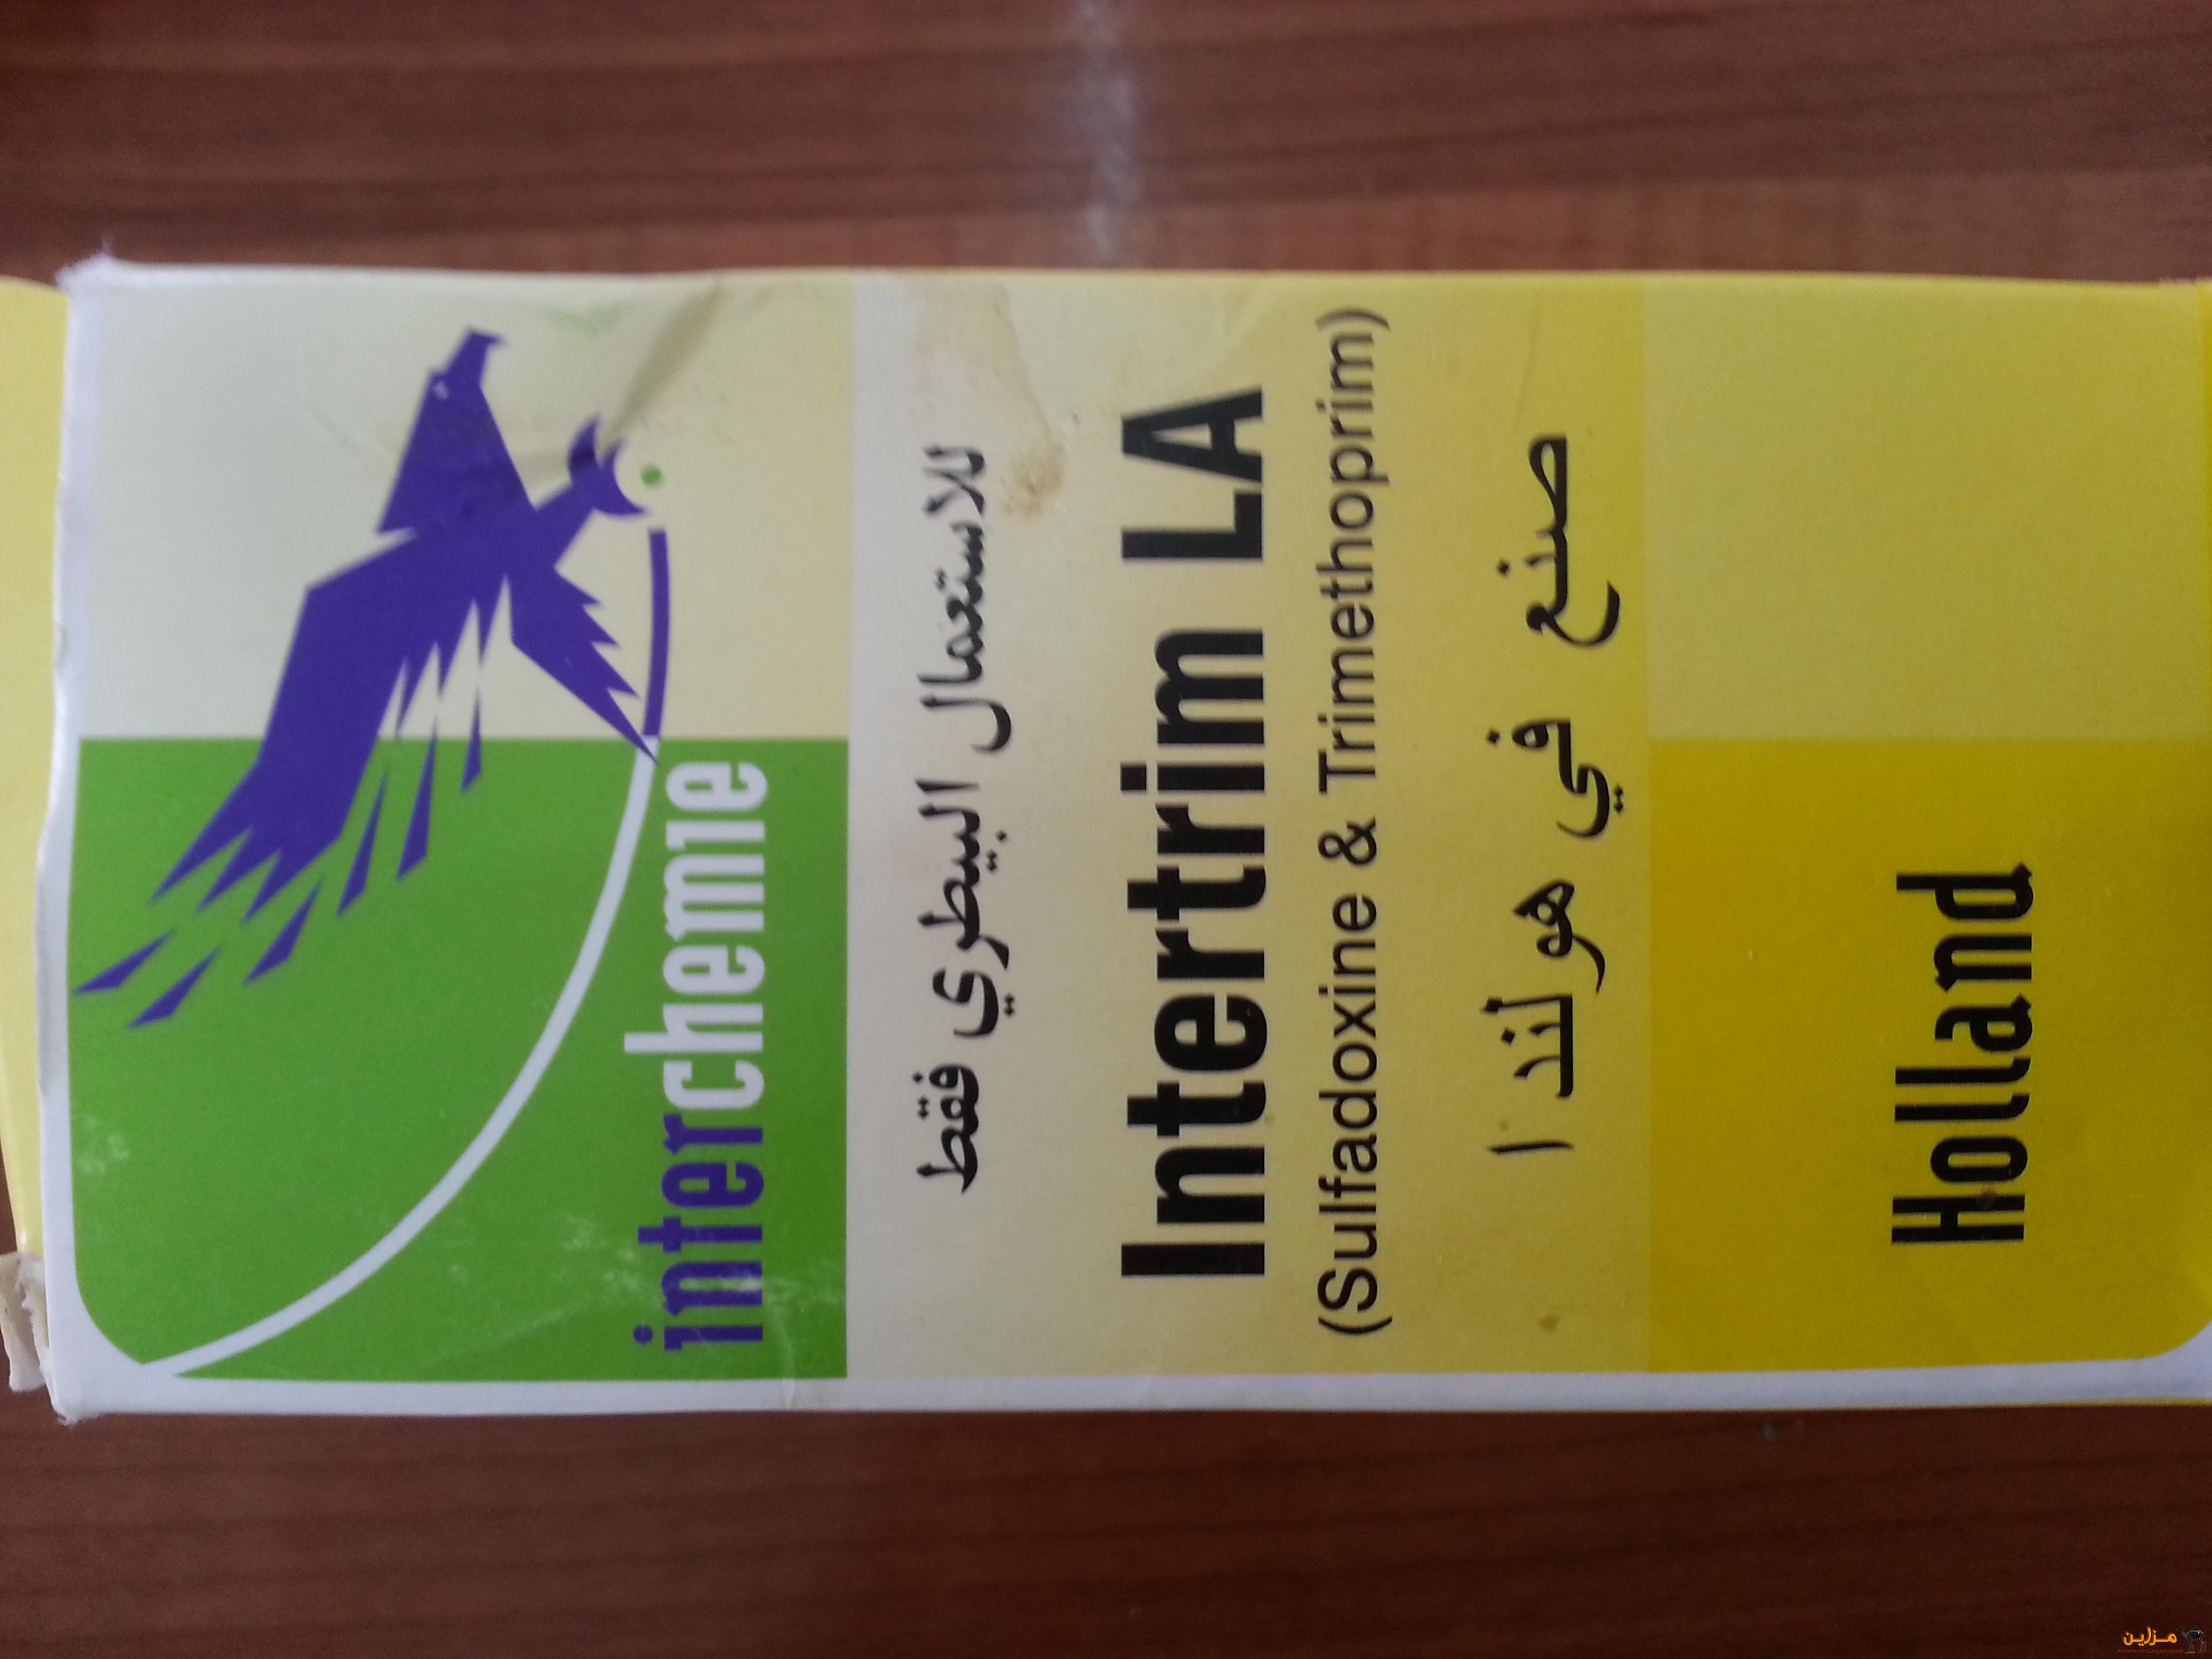 interchemie
للاستعمال البيطري فقط
Intertrim LA
(Sulfadoxine & Trimethoprim)
صنع في هولندا
Holland
مـزاين